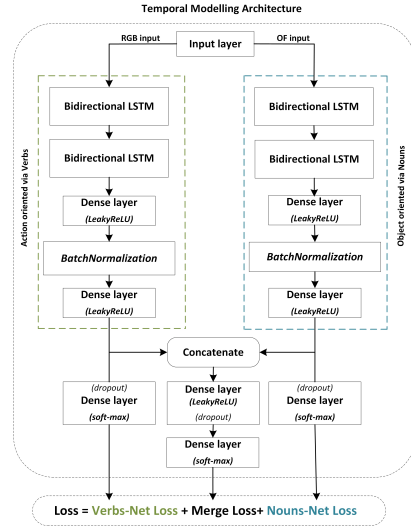 Temporal Modelling Architecture
RGB input
Input layer
OF input
Action oriented via Verbs
Bidirectional LSTM
Bidirectional LSTM
Dense layer
(LeakyReLU)
BatchNormalization
Dense layer
(LeakyReLU)
Bidirectional LSTM
Bidirectional LSTM
Dense layer
(LeakyReLU)
BatchNormalization
Dense layer
(LeakyReLU)
Object oriented via Nouns
Concatenate
(dropout)
Dense layer
(soft-max)
Dense layer
(LeakyReLU)
(dropout)
Dense layer
(soft-max)
(dropout)
Dense layer
(soft-max)
Loss = Verbs-Net Loss + Merge Loss+ Nouns-Net Loss